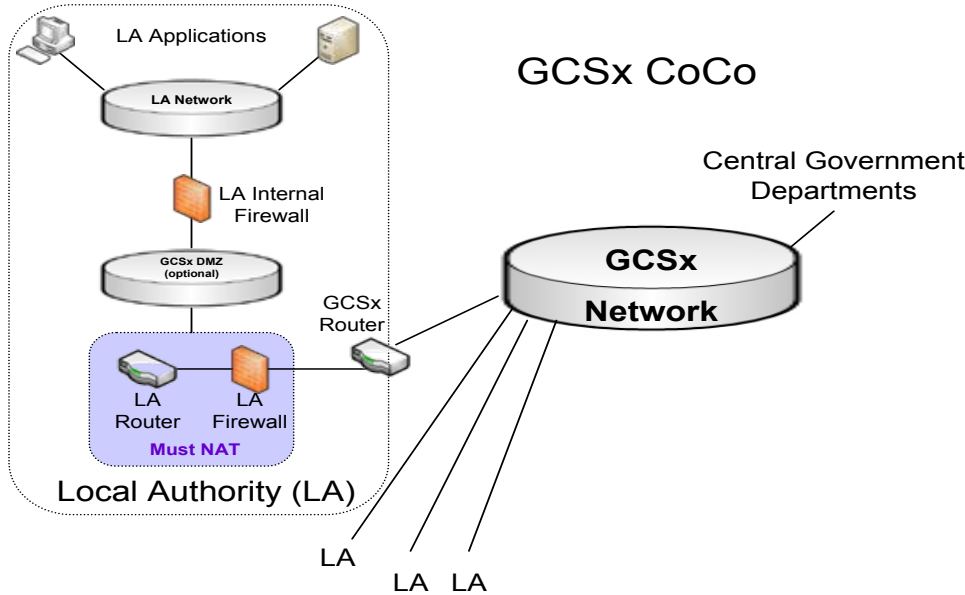 LA Applications
GCSx CoCo
LA Network
Central Government
Departments
LA Internal
Firewall
GCSx DMZ
(optional)
GCSx
Network
GCSx
Router
LA
Router
LA
Firewall
Must NAT
Local Authority (LA)
LA
LA
LA